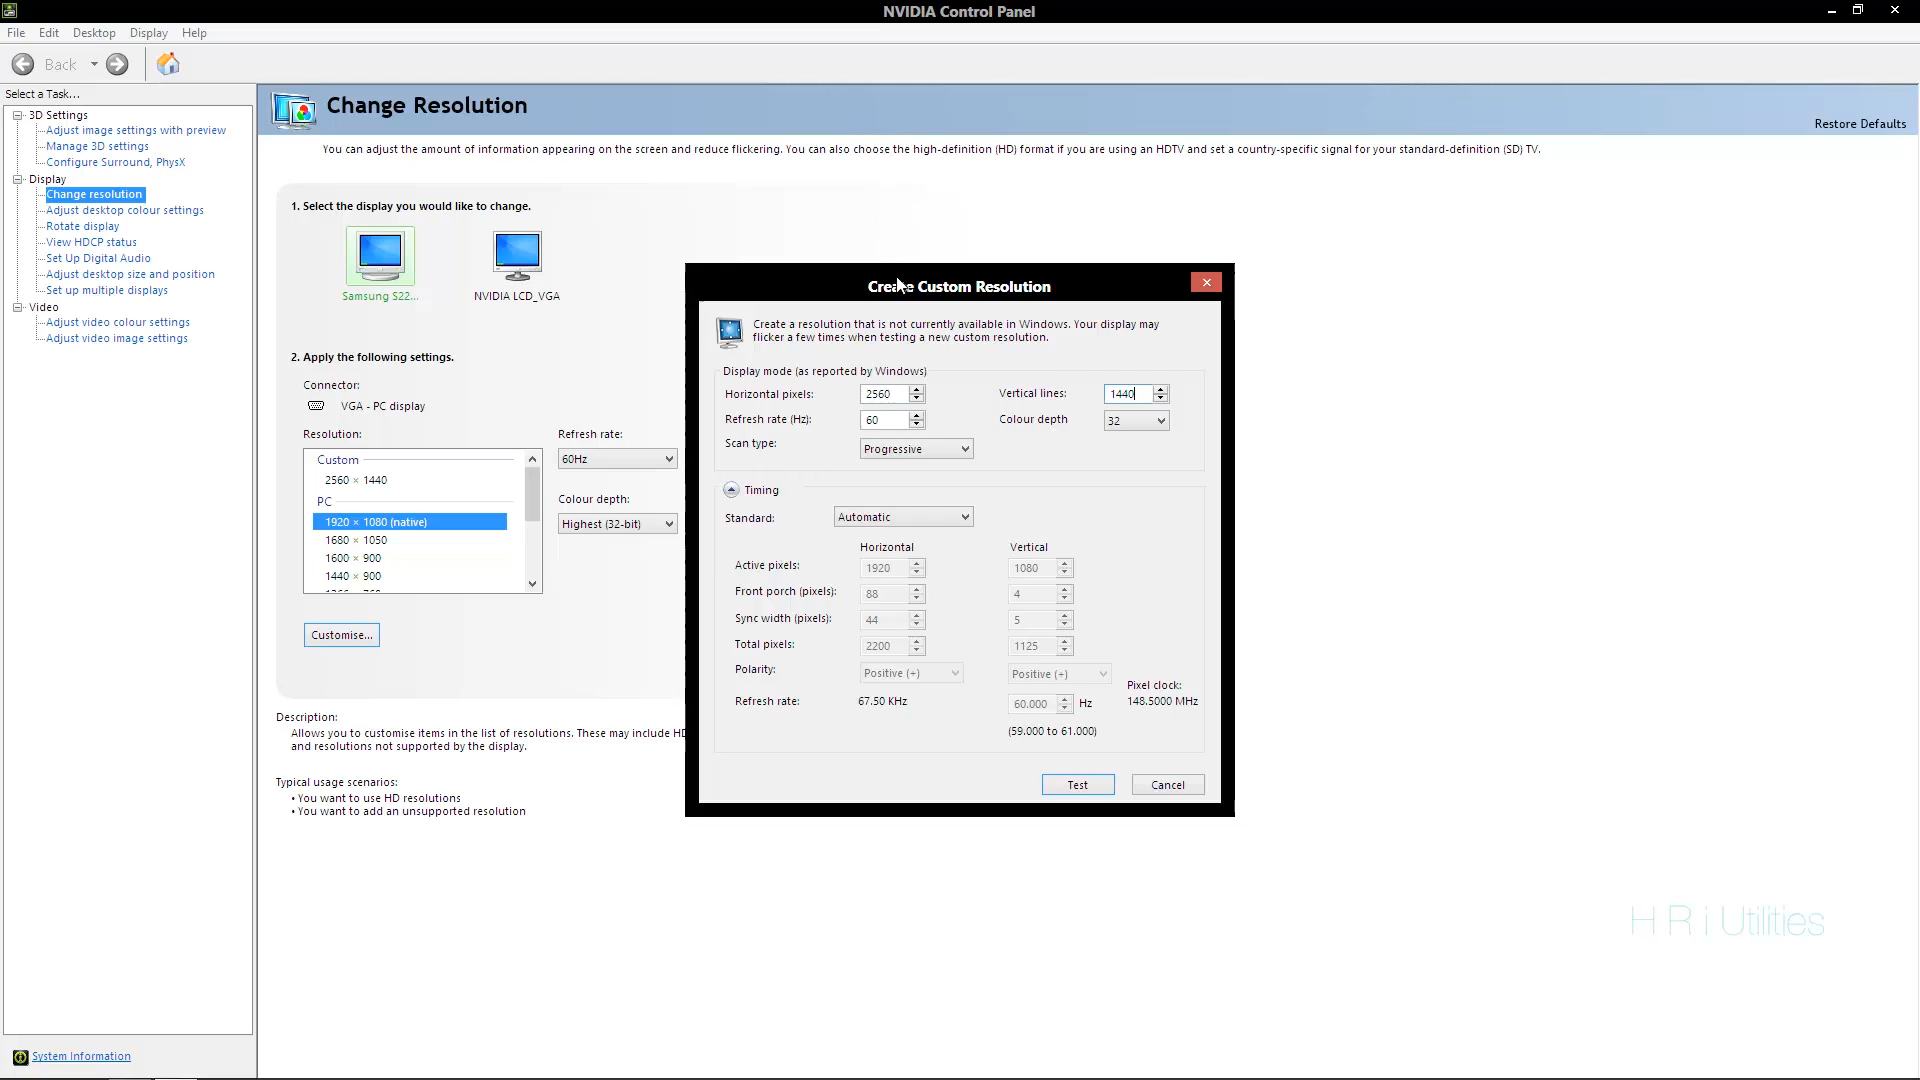 NVIDIA Control Panel
File Edit Desktop Display Help
Back
Select a Task...
3D Settings
Adjust image settings with preview
Manage 3D settings
Configure Surround, PhysX
Display
Change resolution
Adjust desktop colour settings
Rotate display
View HDCP status
Set Up Digital Audio
Adjust desktop size and position
Set up multiple displays
Video
Adjust video colour settings
Adjust video image settings
System Information
Change Resolution
Restore Defaults
You can adjust the amount of information appearing on the screen and reduce flickering. You can also choose the high-definition (HD) format if you are using an HDTV and set a country-specific signal for your standard-definition (SD) TV.
1. Select the display you would like to change.
Samsung S22... NVIDIA LCD_VGA
2. Apply the following settings.
Connector:
VGA - PC display
Resolution: Refresh rate:
Custom
2560 × 1440
PC
1920 × 1080 (native)
1680 × 1050
1600 × 900
1440 × 900
60Hz
Colour depth:
Highest (32-bit)
Customise...
Description:
Allows you to customise items in the list of resolutions. These may include HD
and resolutions not supported by the display.
Typical usage scenarios:
• You want to use HD resolutions
• You want to add an unsupported resolution
Create Custom Resolution
Create a resolution that is not currently available in Windows. Your display may
flicker a few times when testing a new custom resolution.
Display mode (as reported by Windows)
Horizontal pixels: 2560 Vertical lines: 1440
Refresh rate (Hz): 60 Colour depth 32
Scan type: Progressive
Timing
Standard: Automatic
Horizontal Vertical
Active pixels: 1920 1080
Front porch (pixels): 88 4
Sync width (pixels): 44 5
Total pixels: 2200 1125
Polarity: Positive (+) Positive (+)
Pixel clock:
Refresh rate: 67.50 KHz 60.000 Hz 148.5000 MHz
(59.000 to 61.000)
Test Cancel
H R i Utilities